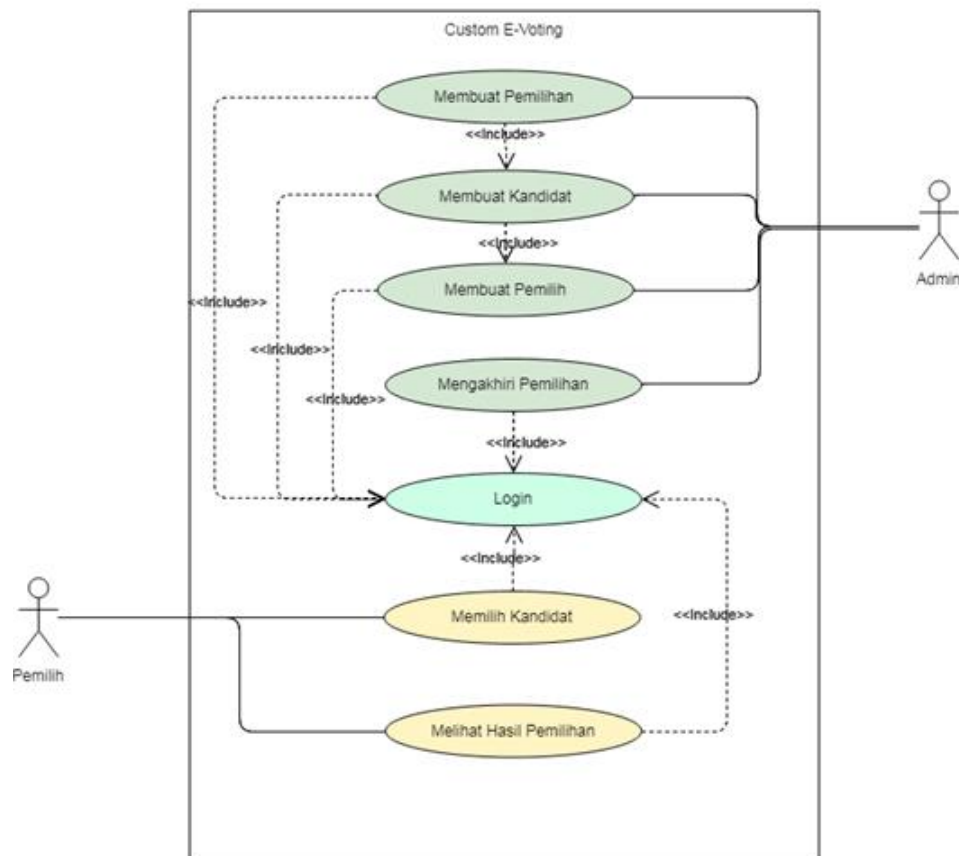 Custom E-Voting
Membuat Pemilihan
<<Include>>
Membuat Kandidat
<<Include>>
Membuat Pemilih
<<Include>>
<<Include>>
Mengakhiri Pemilihan
<<Include>>
<<Include>>
Login
<<Include>>
Memilih Kandidat
<<Include>>
Melihat Hasil Pemilihan
Admin
Pemilih